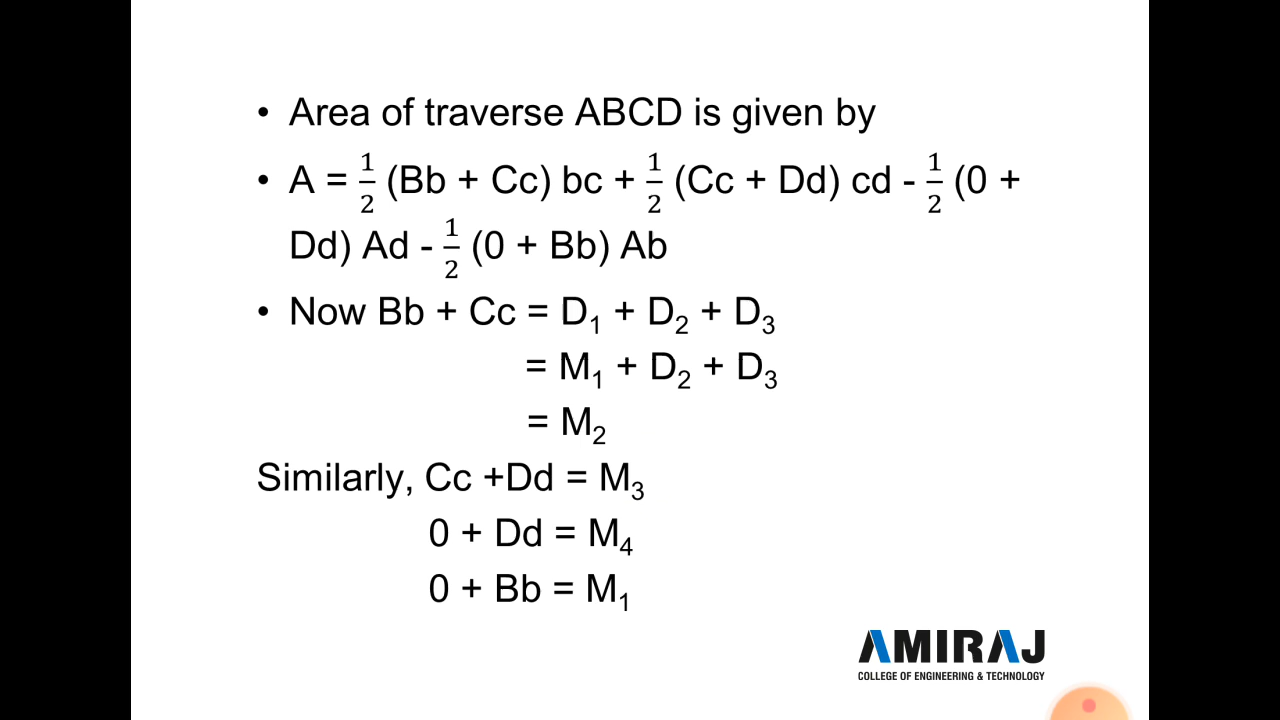 • Area of traverse ABCD is given by
• A = ½ (Bb + Cc) bc + ½ (Cc + Dd) cd - ½ (0 +
Dd) Ad - ½ (0 + Bb) Ab
• Now Bb + Cc = D₁ + D₂ + D₃
= M₁ + D₂ + D₃
= M₂
Similarly, Cc +Dd = M₃
0 + Dd = M₄
0 + Bb = M₁
AMIRAJ
COLLEGE OF ENGINEERING & TECHNOLOGY